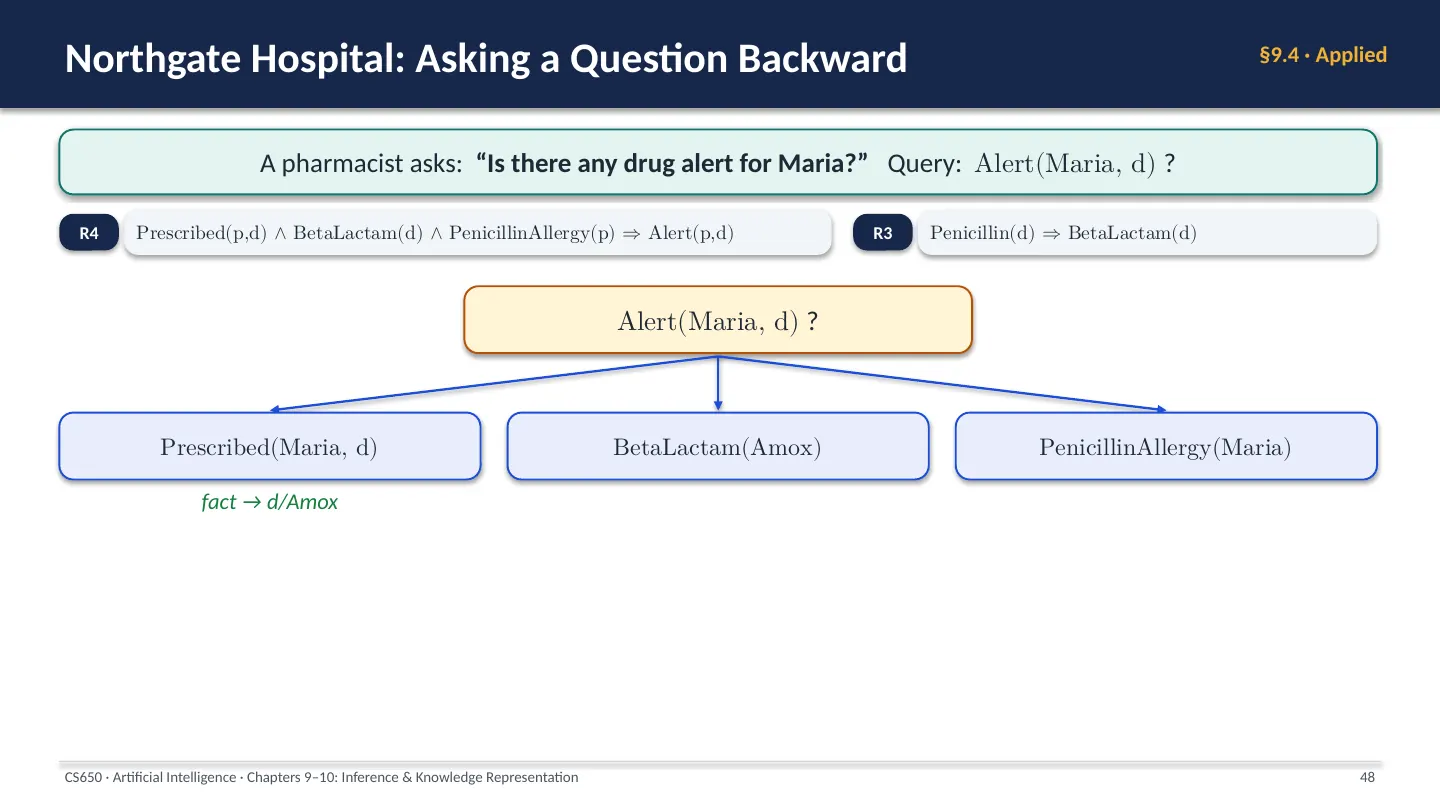 Northgate Hospital: Asking a Question Backward
§9.4 · Applied
A pharmacist asks: “Is there any drug alert for Maria?” Query: Alert(Maria, d) ?
R4
Prescribed(p,d) ∧ BetaLactam(d) ∧ PenicillinAllergy(p) ⇒ Alert(p,d)
R3
Penicillin(d) ⇒ BetaLactam(d)
Alert(Maria, d) ?
Prescribed(Maria, d)
BetaLactam(Amox)
PenicillinAllergy(Maria)
fact → d/Amox
CS650 · Artificial Intelligence · Chapters 9–10: Inference & Knowledge Representation
48